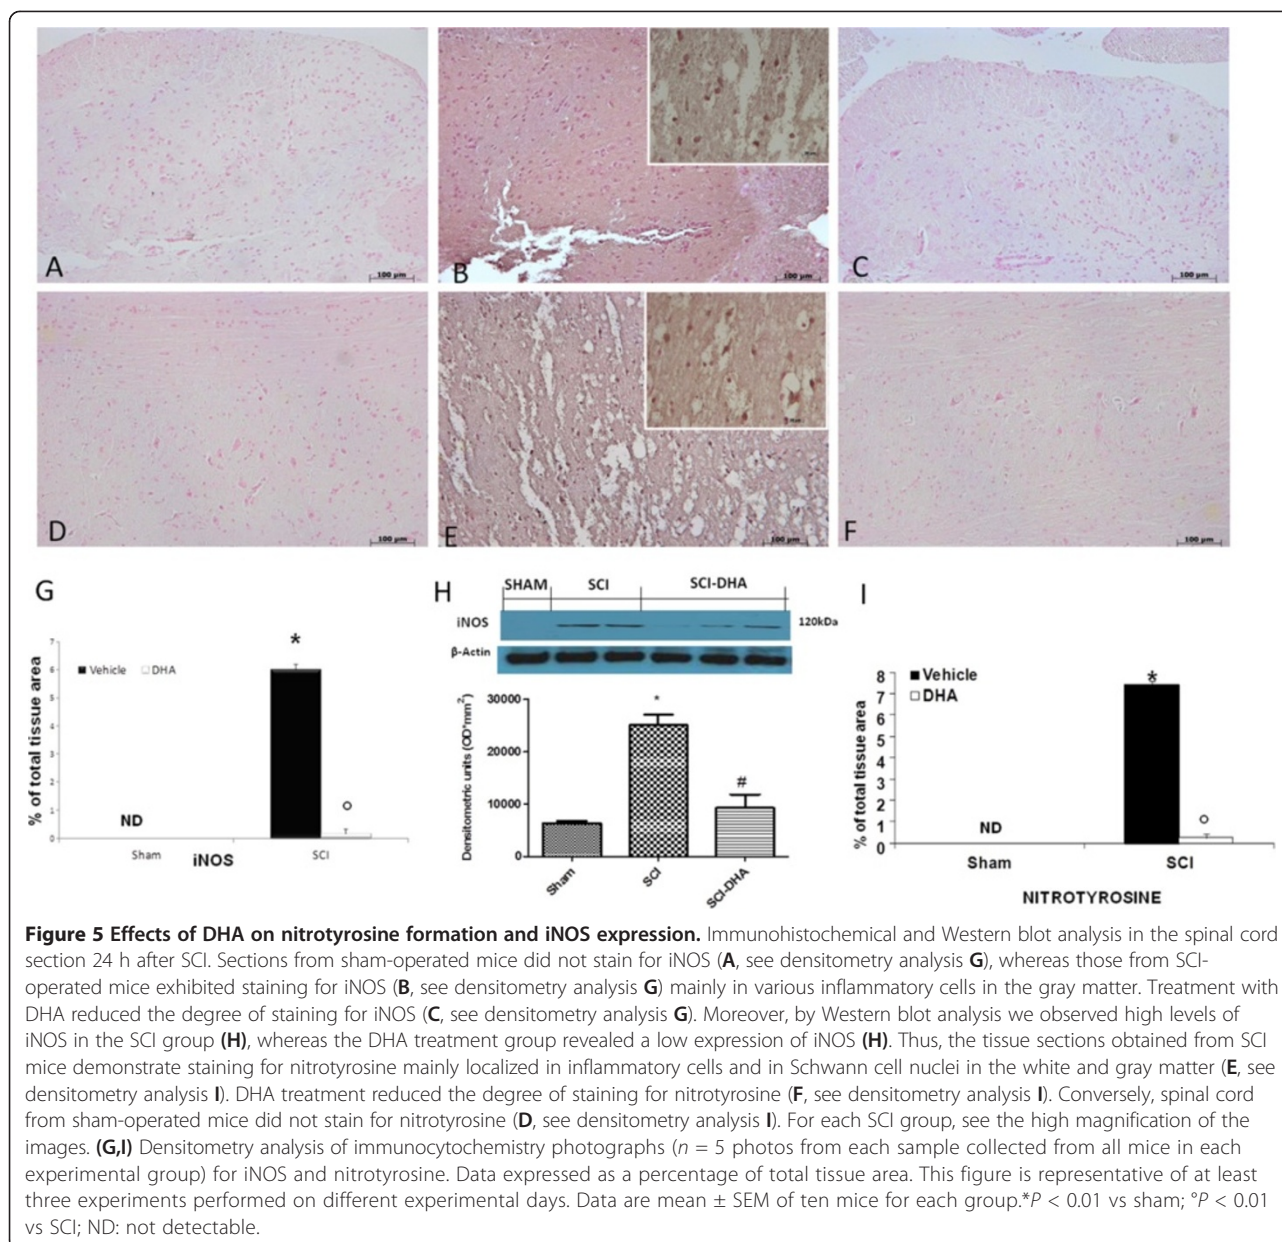 A
100 µm
B
100 µm
C
100 µm
D
100 µm
E
100 µm
F
100 µm
G
% of total tissue area
7
6
5
4
3
2
1
0
Vehicle DHA
*
°
ND
Sham iNOS SCI
H
SHAM SCI SCI-DHA
iNOS 120kDa
β-Actin
Densitometric units (OD*mm²)
30000
20000
10000
0
*
#
Sham SCI SCI-DHA
I
% of total tissue area
8
7
6
5
4
3
2
1
0
Vehicle
DHA
*
°
ND
Sham SCI
NITROTYROSINE
Figure 5 Effects of DHA on nitrotyrosine formation and iNOS expression. Immunohistochemical and Western blot analysis in the spinal cord
section 24 h after SCI. Sections from sham-operated mice did not stain for iNOS (A, see densitometry analysis G), whereas those from SCI-
operated mice exhibited staining for iNOS (B, see densitometry analysis G) mainly in various inflammatory cells in the gray matter. Treatment with
DHA reduced the degree of staining for iNOS (C, see densitometry analysis G). Moreover, by Western blot analysis we observed high levels of
iNOS in the SCI group (H), whereas the DHA treatment group revealed a low expression of iNOS (H). Thus, the tissue sections obtained from SCI
mice demonstrate staining for nitrotyrosine mainly localized in inflammatory cells and in Schwann cell nuclei in the white and gray matter (E, see
densitometry analysis I). DHA treatment reduced the degree of staining for nitrotyrosine (F, see densitometry analysis I). Conversely, spinal cord
from sham-operated mice did not stain for nitrotyrosine (D, see densitometry analysis I). For each SCI group, see the high magnification of the
images. (G,I) Densitometry analysis of immunocytochemistry photographs (n = 5 photos from each sample collected from all mice in each
experimental group) for iNOS and nitrotyrosine. Data expressed as a percentage of total tissue area. This figure is representative of at least
three experiments performed on different experimental days. Data are mean ± SEM of ten mice for each group.*P < 0.01 vs sham; °P < 0.01
vs SCI; ND: not detectable.